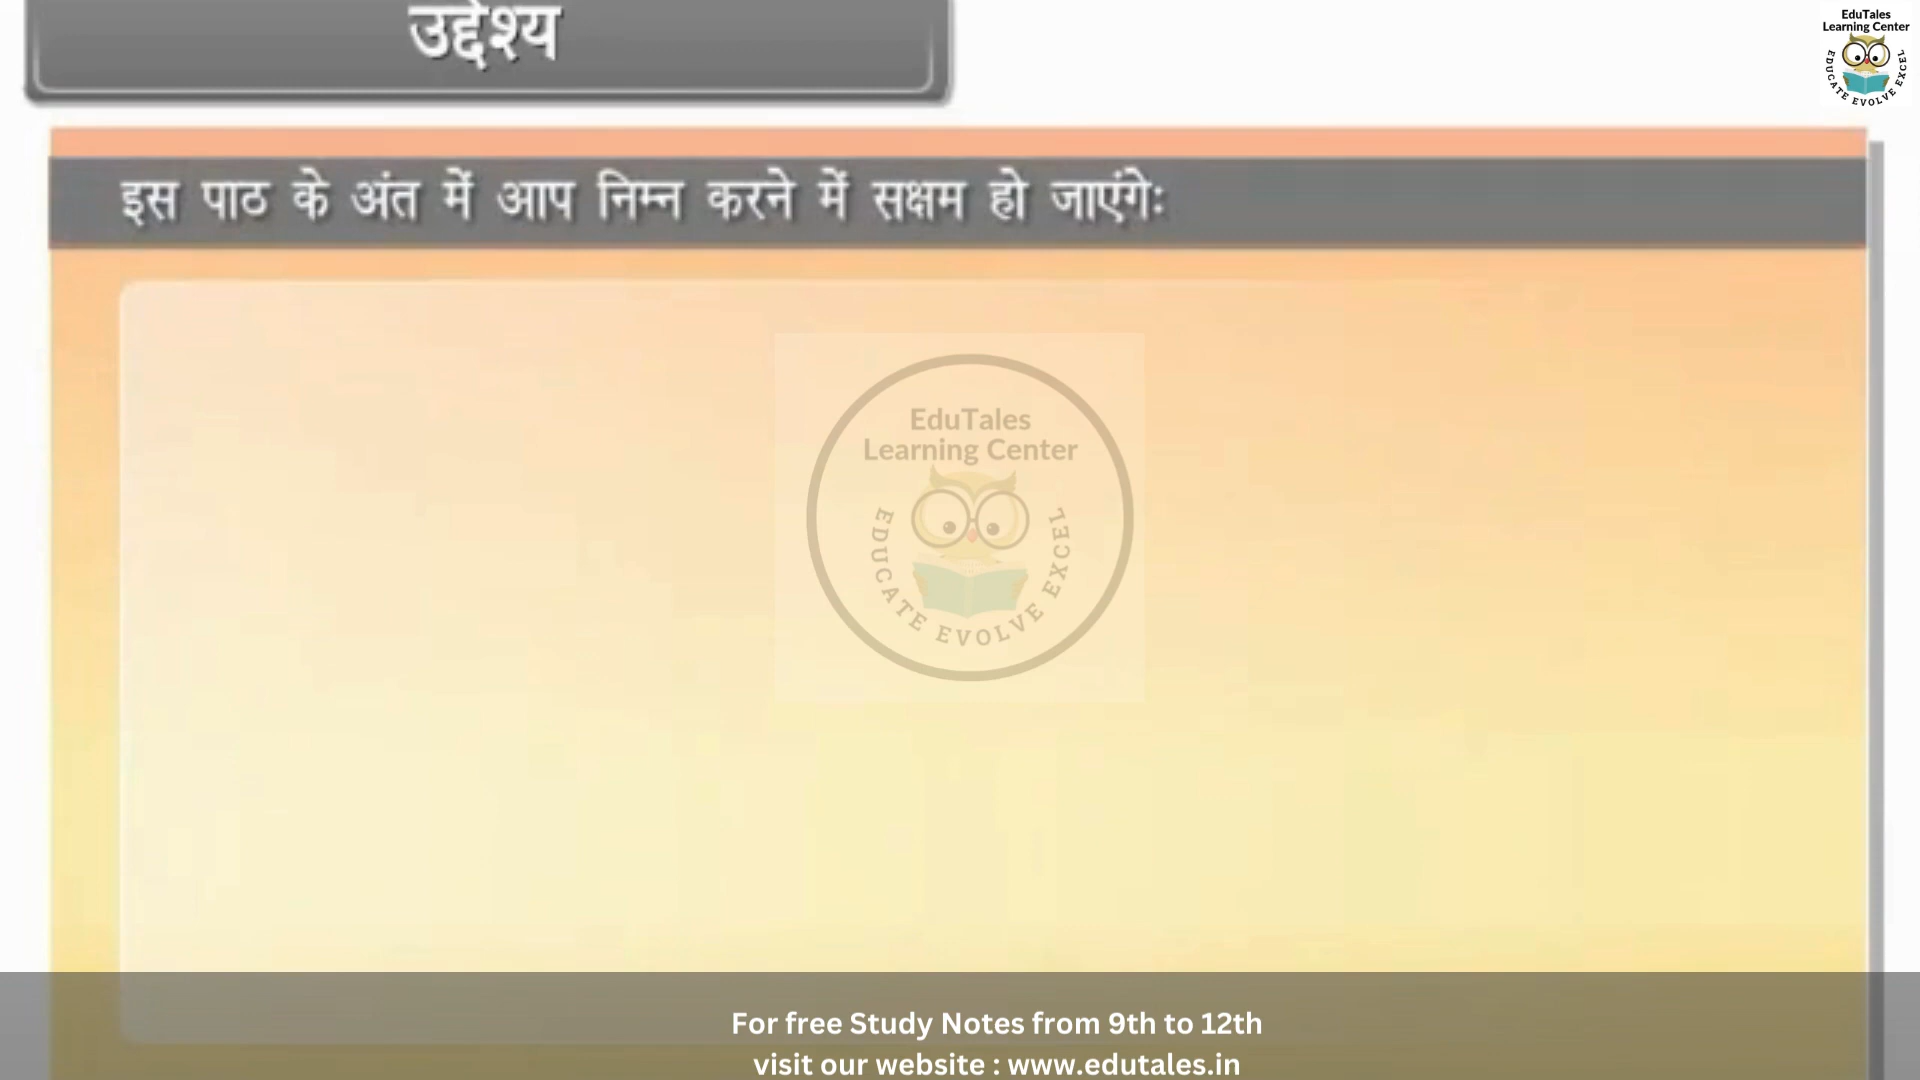 उद्देश्य
EduTales
Learning Center
EDUCATE EVOLVE EXCEL
इस पाठ के अंत में आप निम्न करने में सक्षम हो जाएंगेः
EduTales
Learning Center
EDUCATE EVOLVE EXCEL
For free Study Notes from 9th to 12th
visit our website : www.edutales.in